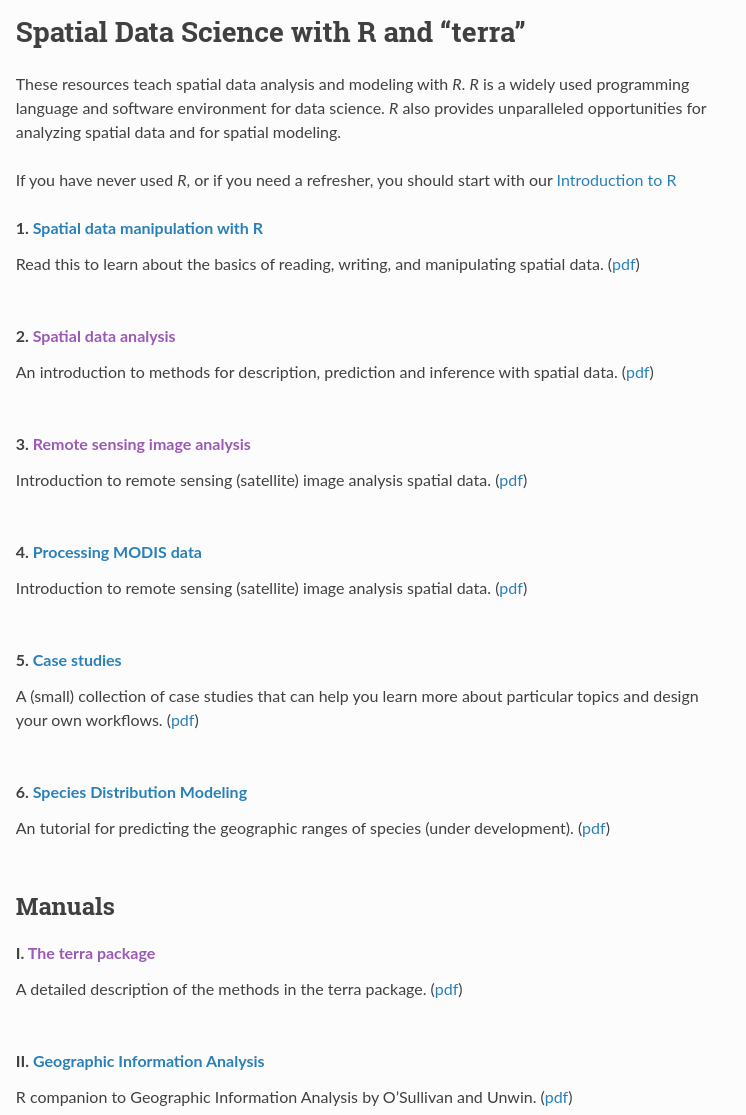 Spatial Data Science with R and “terra”
These resources teach spatial data analysis and modeling with R. R is a widely used programming
language and software environment for data science. R also provides unparalleled opportunities for
analyzing spatial data and for spatial modeling.
If you have never used R, or if you need a refresher, you should start with our Introduction to R
1. Spatial data manipulation with R
Read this to learn about the basics of reading, writing, and manipulating spatial data. (pdf)
2. Spatial data analysis
An introduction to methods for description, prediction and inference with spatial data. (pdf)
3. Remote sensing image analysis
Introduction to remote sensing (satellite) image analysis spatial data. (pdf)
4. Processing MODIS data
Introduction to remote sensing (satellite) image analysis spatial data. (pdf)
5. Case studies
A (small) collection of case studies that can help you learn more about particular topics and design
your own workflows. (pdf)
6. Species Distribution Modeling
An tutorial for predicting the geographic ranges of species (under development). (pdf)
Manuals
I. The terra package
A detailed description of the methods in the terra package. (pdf)
II. Geographic Information Analysis
R companion to Geographic Information Analysis by O’Sullivan and Unwin. (pdf)